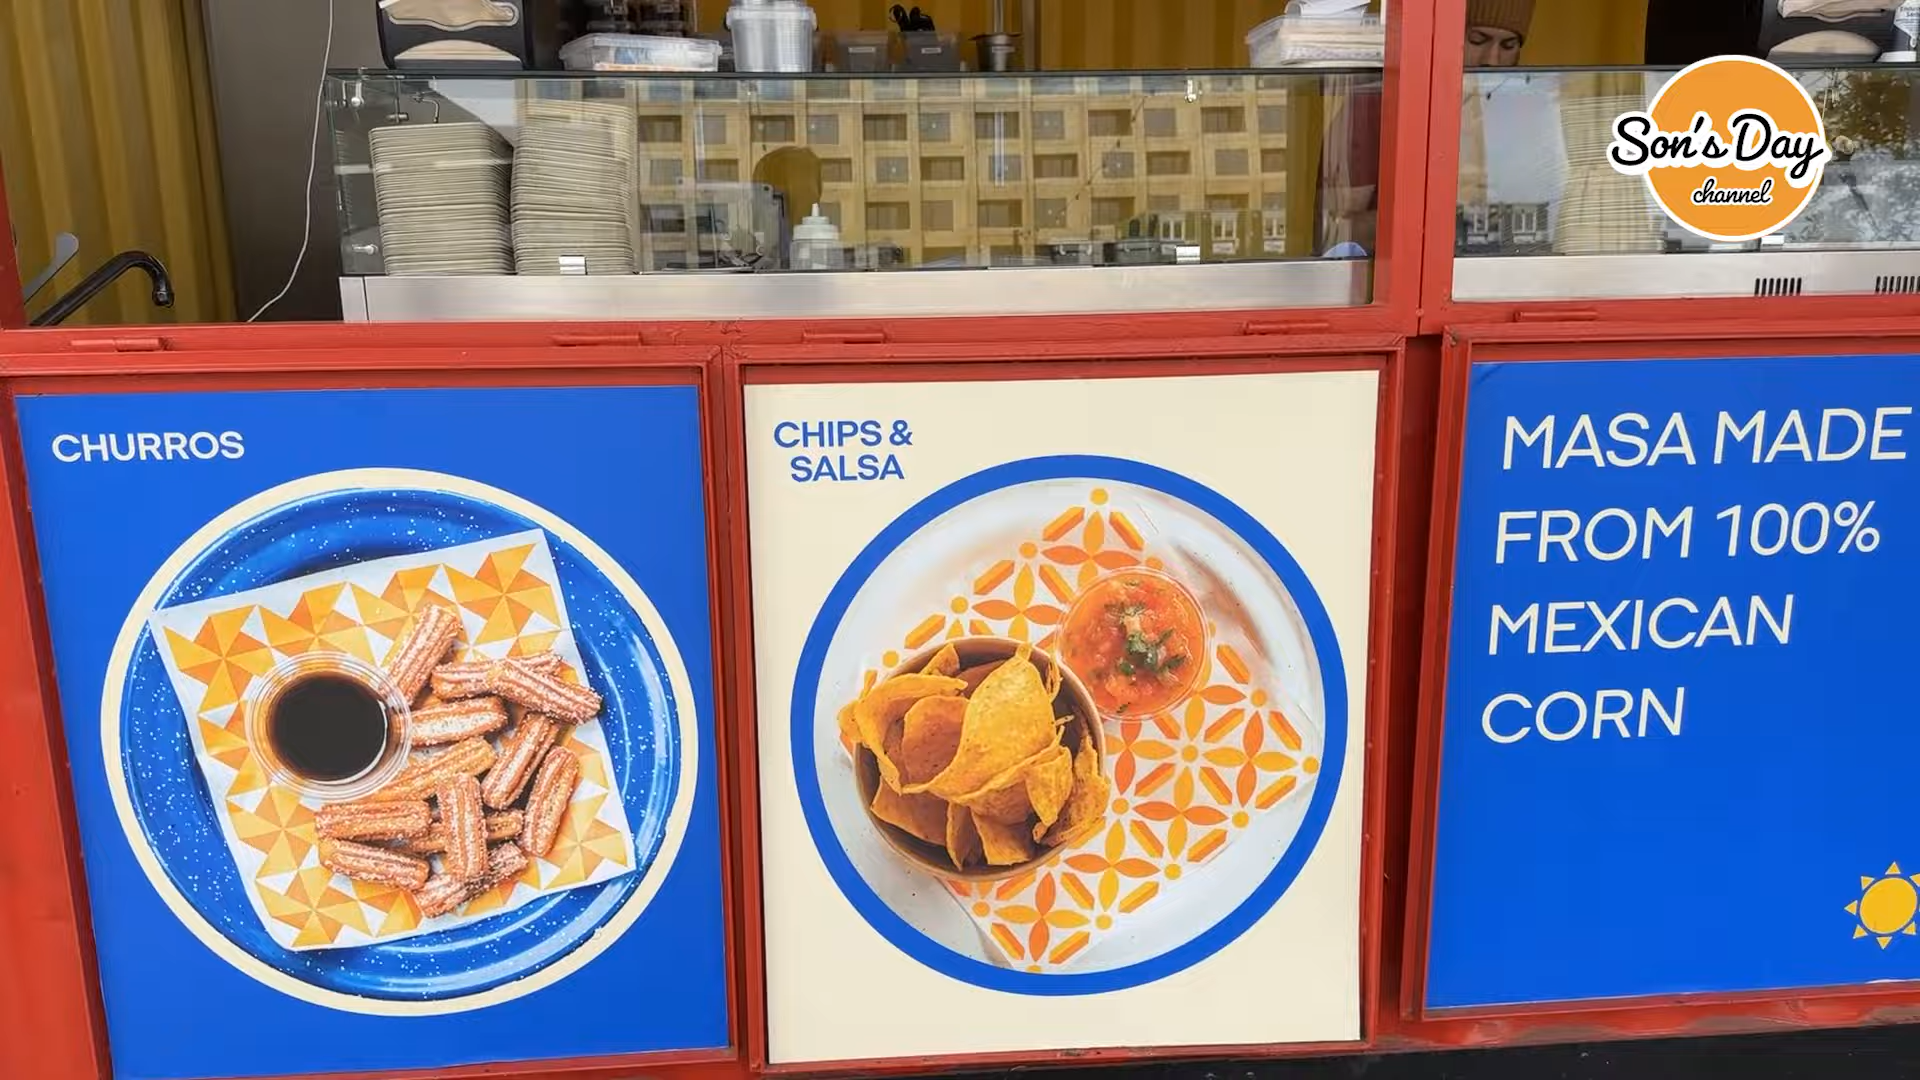 Son's Day
channel
CHURROS
CHIPS &
SALSA
MASA MADE
FROM 100%
MEXICAN
CORN